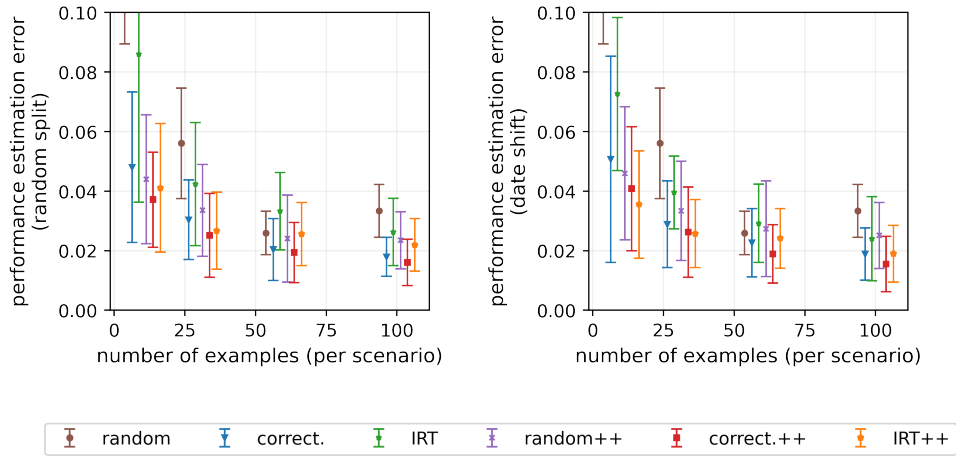 0.10
0.08
0.06
0.04
0.02
0.00
performance estimation error
(random split)
0 25 50 75 100
number of examples (per scenario)
0.10
0.08
0.06
0.04
0.02
0.00
performance estimation error
(date shift)
0 25 50 75 100
number of examples (per scenario)
random correct. IRT random++ correct.++ IRT++